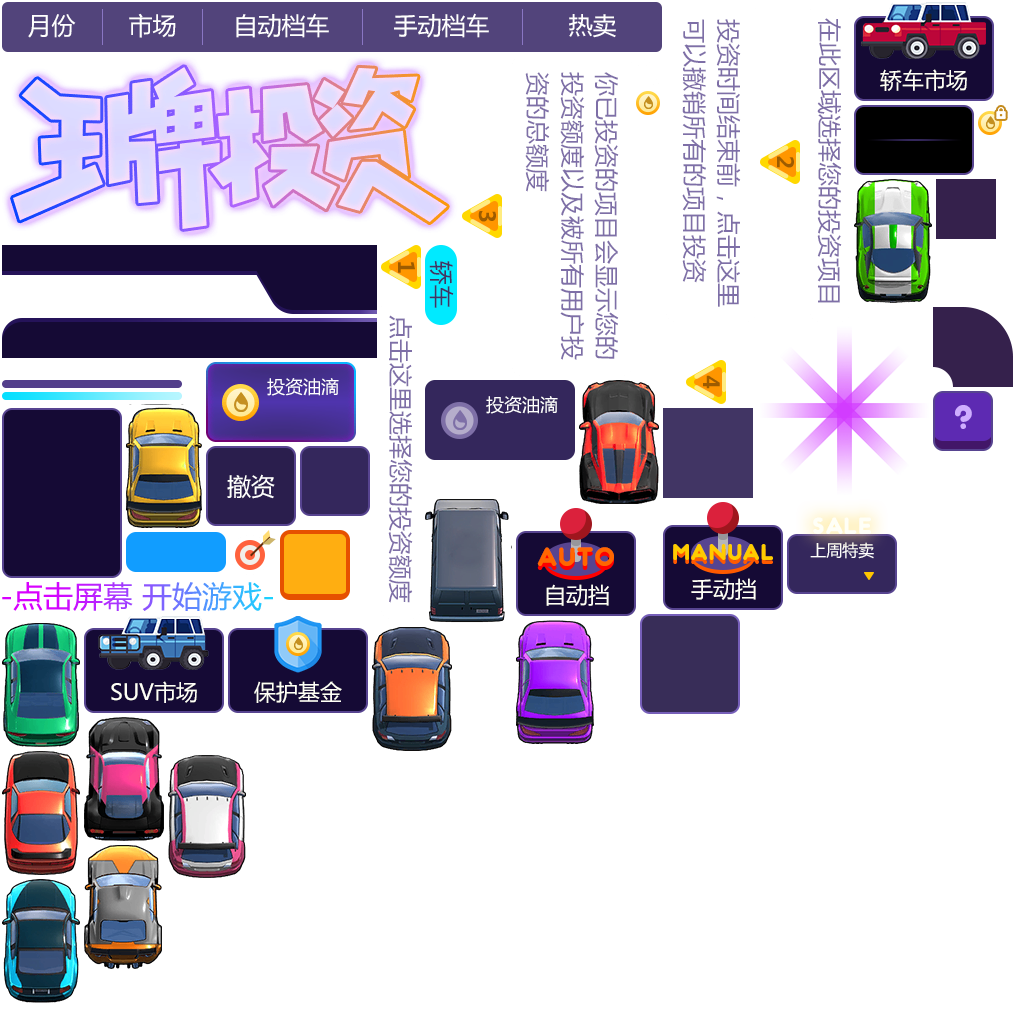 月份 市场 自动档车 手动档车 热卖
投资时间结束前，点击这里
可以撤销所有的项目投资
在此区域选择您的投资项目
轿车市场
你已投资的项目会显示您的
投资额度以及被所有用户投
资的总额度
牌投资
3
2
1
轿车
点击这里选择您的投资额度
投资油滴
投资油滴
4
?
撤资
AUTO
自动挡
MANUAL
手动挡
SALE
上周特卖
-点击屏幕 开始游戏-
SUV市场
保护基金